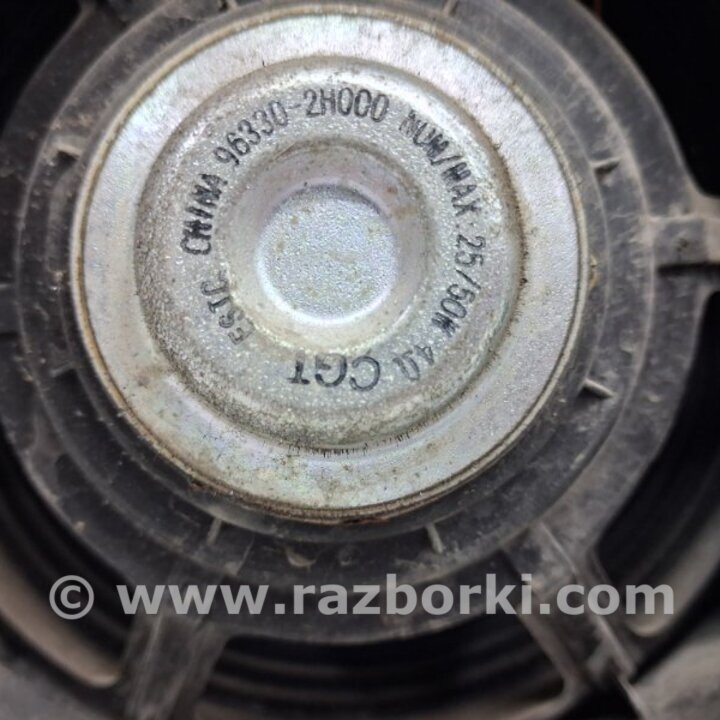 ESTC CHINA 96330-2H000 NOM/MAX:25/50W 4Ω CGT
© www.razborki.com